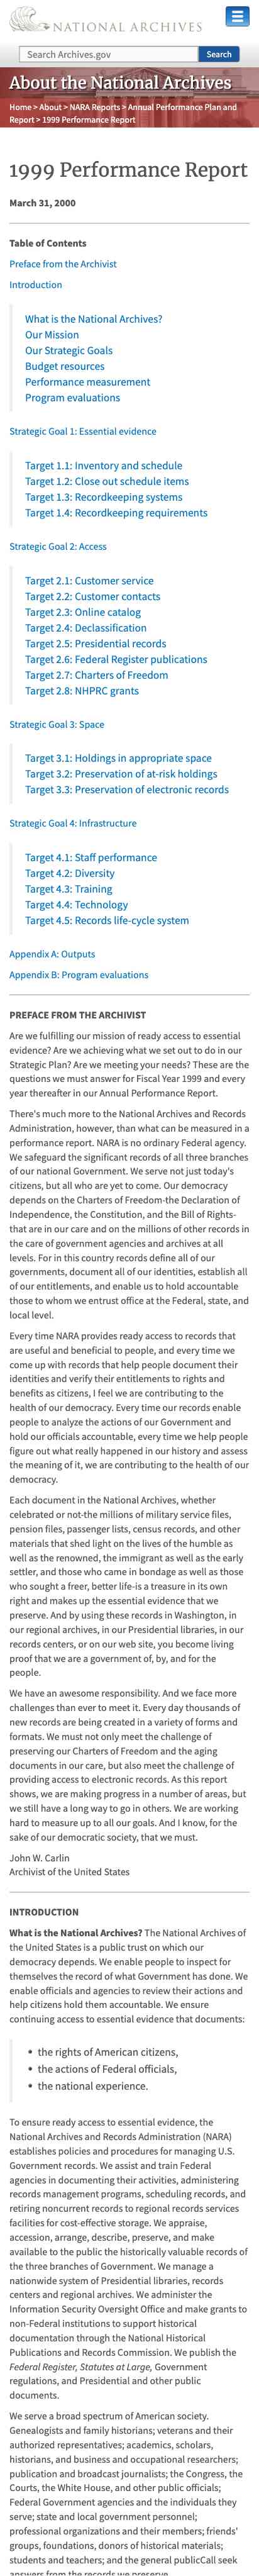 NATIONAL ARCHIVES
Search Archives.gov
Search
About the National Archives
Home > About > NARA Reports > Annual Performance Plan and
Report > 1999 Performance Report
1999 Performance Report
March 31, 2000
Table of Contents
Preface from the Archivist
Introduction
What is the National Archives?
Our Mission
Our Strategic Goals
Budget resources
Performance measurement
Program evaluations
Strategic Goal 1: Essential evidence
Target 1.1: Inventory and schedule
Target 1.2: Close out schedule items
Target 1.3: Recordkeeping systems
Target 1.4: Recordkeeping requirements
Strategic Goal 2: Access
Target 2.1: Customer service
Target 2.2: Customer contacts
Target 2.3: Online catalog
Target 2.4: Declassification
Target 2.5: Presidential records
Target 2.6: Federal Register publications
Target 2.7: Charters of Freedom
Target 2.8: NHPRC grants
Strategic Goal 3: Space
Target 3.1: Holdings in appropriate space
Target 3.2: Preservation of at-risk holdings
Target 3.3: Preservation of electronic records
Strategic Goal 4: Infrastructure
Target 4.1: Staff performance
Target 4.2: Diversity
Target 4.3: Training
Target 4.4: Technology
Target 4.5: Records life-cycle system
Appendix A: Outputs
Appendix B: Program evaluations
PREFACE FROM THE ARCHIVIST
Are we fulfilling our mission of ready access to essential
evidence? Are we achieving what we set out to do in our
Strategic Plan? Are we meeting your needs? These are the
questions we must answer for Fiscal Year 1999 and every
year thereafter in our Annual Performance Report.
There's much more to the National Archives and Records
Administration, however, than what can be measured in a
performance report. NARA is no ordinary Federal agency.
We safeguard the significant records of all three branches
of our national Government. We serve not just today's
citizens, but all who are yet to come. Our democracy
depends on the Charters of Freedom-the Declaration of
Independence, the Constitution, and the Bill of Rights-
that are in our care and on the millions of other records in
the care of government agencies and archives at all
levels. For in this country records define all of our
governments, document all of our identities, establish all
of our entitlements, and enable us to hold accountable
those to whom we entrust office at the Federal, state, and
local level.
Every time NARA provides ready access to records that
are useful and beneficial to people, and every time we
come up with records that help people document their
identities and verify their entitlements to rights and
benefits as citizens, I feel we are contributing to the
health of our democracy. Every time our records enable
people to analyze the actions of our Government and
hold our officials accountable, every time we help people
figure out what really happened in our history and assess
the meaning of it, we are contributing to the health of our
democracy.
Each document in the National Archives, whether
celebrated or not-the millions of military service files,
pension files, passenger lists, census records, and other
materials that shed light on the lives of the humble as
well as the renowned, the immigrant as well as the early
settler, and those who came in bondage as well as those
who sought a freer, better life-is a treasure in its own
right and makes up the essential evidence that we
preserve. And by using these records in Washington, in
our regional archives, in our Presidential libraries, in our
records centers, or on our web site, you become living
proof that we are a government of, by, and for the
people.
We have an awesome responsibility. And we face more
challenges than ever to meet it. Every day thousands of
new records are being created in a variety of forms and
formats. We must not only meet the challenge of
preserving our Charters of Freedom and the aging
documents in our care, but also meet the challenge of
providing access to electronic records. As this report
shows, we are making progress in a number of areas, but
we still have a long way to go in others. We are working
hard to measure up to all our goals. And I know, for the
sake of our democratic society, that we must.
John W. Carlin
Archivist of the United States
INTRODUCTION
What is the National Archives? The National Archives of
the United States is a public trust on which our
democracy depends. We enable people to inspect for
themselves the record of what Government has done. We
enable officials and agencies to review their actions and
help citizens hold them accountable. We ensure
continuing access to essential evidence that documents:
• the rights of American citizens,
• the actions of Federal officials,
• the national experience.
To ensure ready access to essential evidence, the
National Archives and Records Administration (NARA)
establishes policies and procedures for managing U.S.
Government records. We assist and train Federal
agencies in documenting their activities, administering
records management programs, scheduling records, and
retiring noncurrent records to regional records services
facilities for cost-effective storage. We appraise,
accession, arrange, describe, preserve, and make
available to the public the historically valuable records of
the three branches of Government. We manage a
nationwide system of Presidential libraries, records
centers and regional archives. We administer the
Information Security Oversight Office and make grants to
non-Federal institutions to support historical
documentation through the National Historical
Publications and Records Commission. We publish the
Federal Register, Statutes at Large, Government
regulations, and Presidential and other public
documents.
We serve a broad spectrum of American society.
Genealogists and family historians; veterans and their
authorized representatives; academics, scholars,
historians, and business and occupational researchers;
publication and broadcast journalists; the Congress, the
Courts, the White House, and other public officials;
Federal Government agencies and the individuals they
serve; state and local government personnel;
professional organizations and their members; friends'
groups, foundations, donors of historical materials;
students and teachers; and the general publicCall seek
answers from the records we preserve.